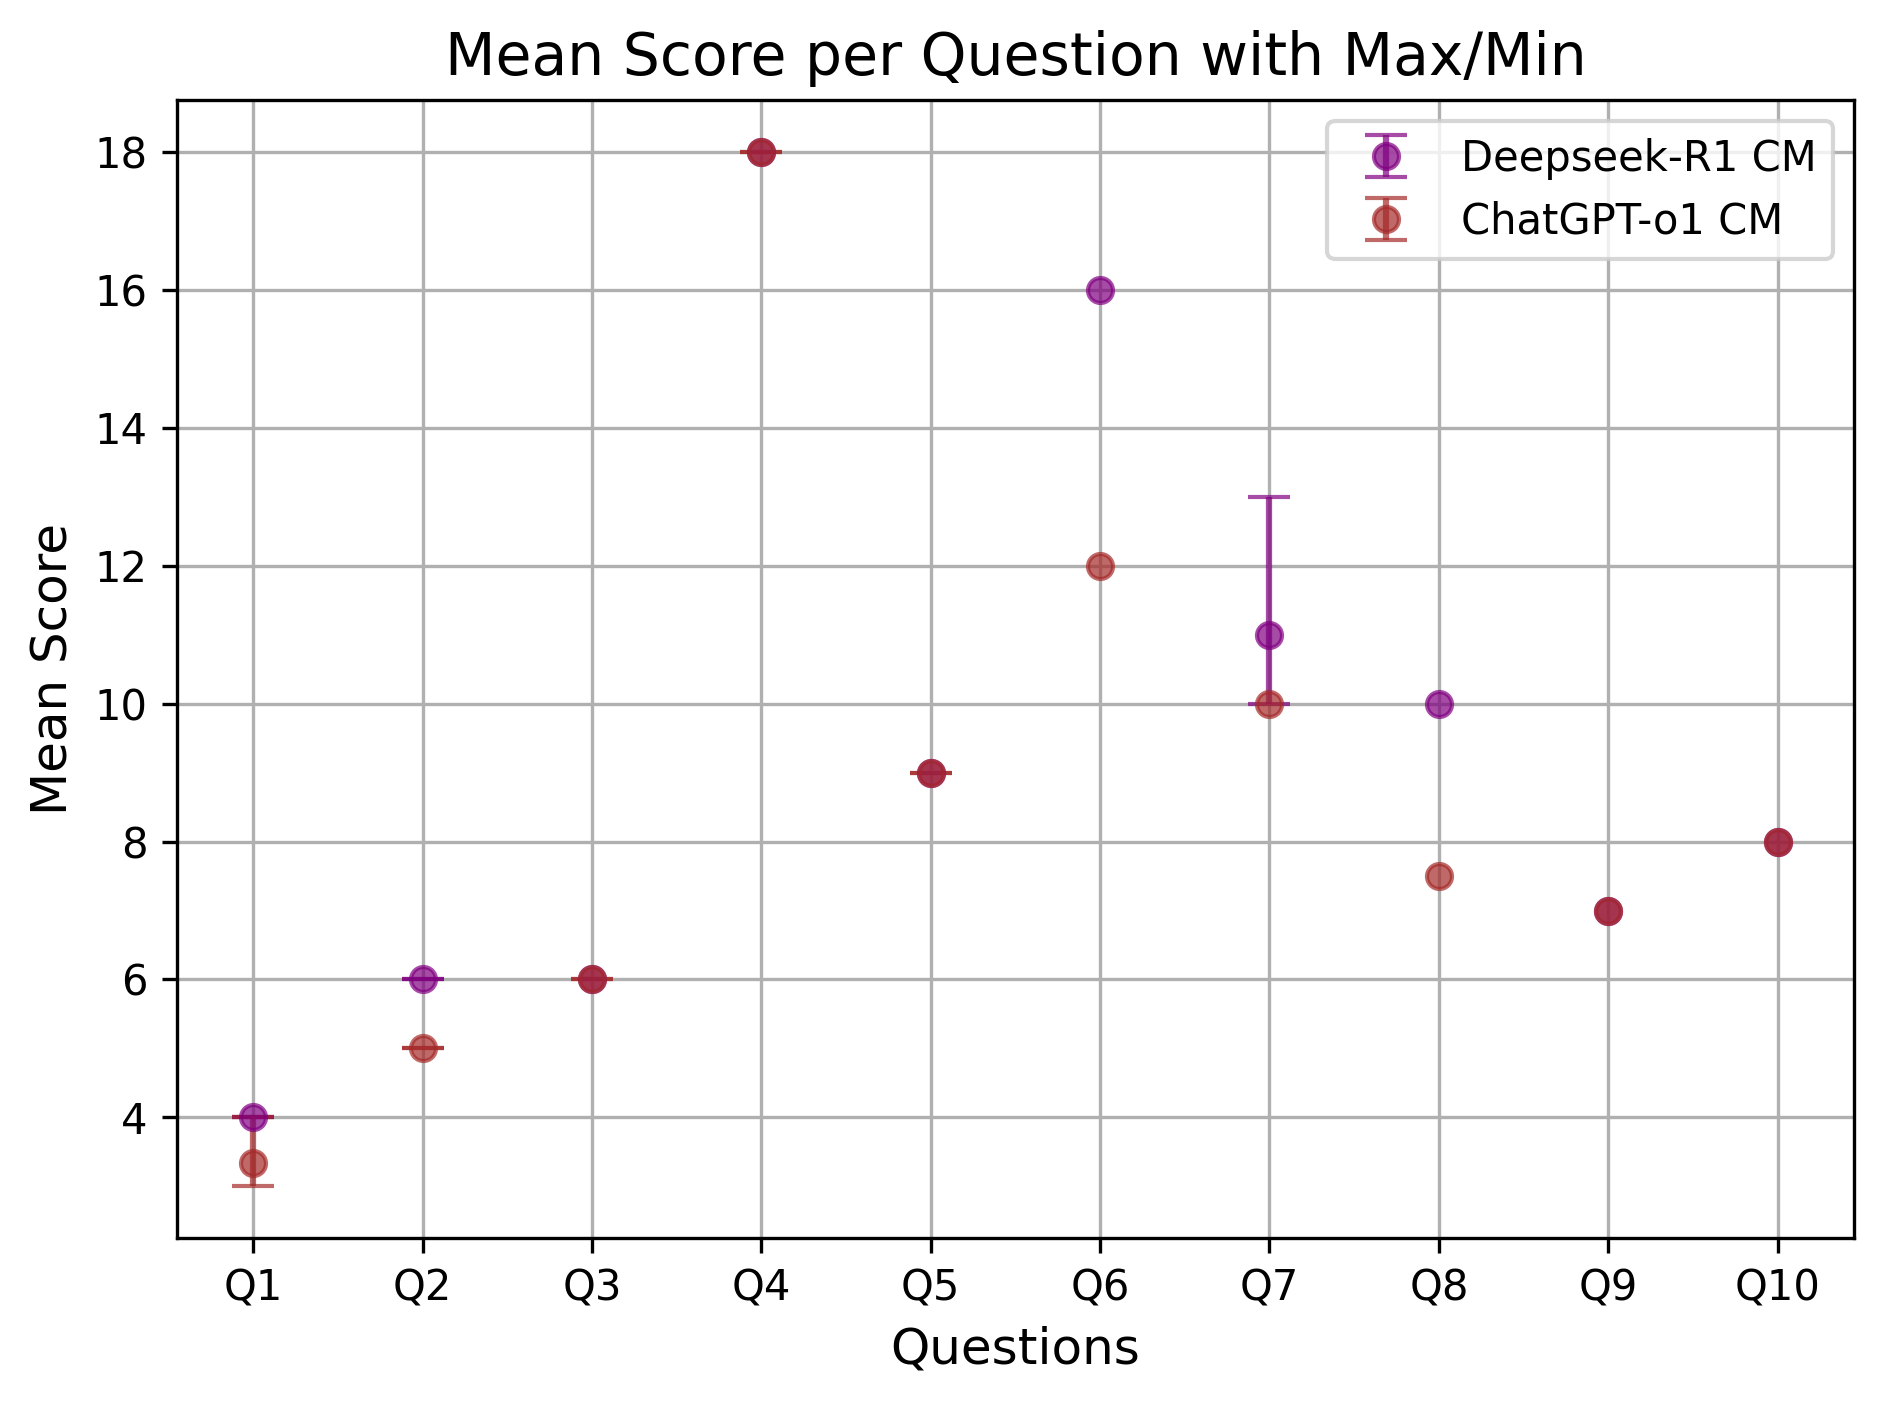 Mean Score per Question with Max/Min
Deepseek-R1 CM
ChatGPT-o1 CM
18
16
14
12
10
8
6
4
Mean Score
Q1 Q2 Q3 Q4 Q5 Q6 Q7 Q8 Q9 Q10
Questions